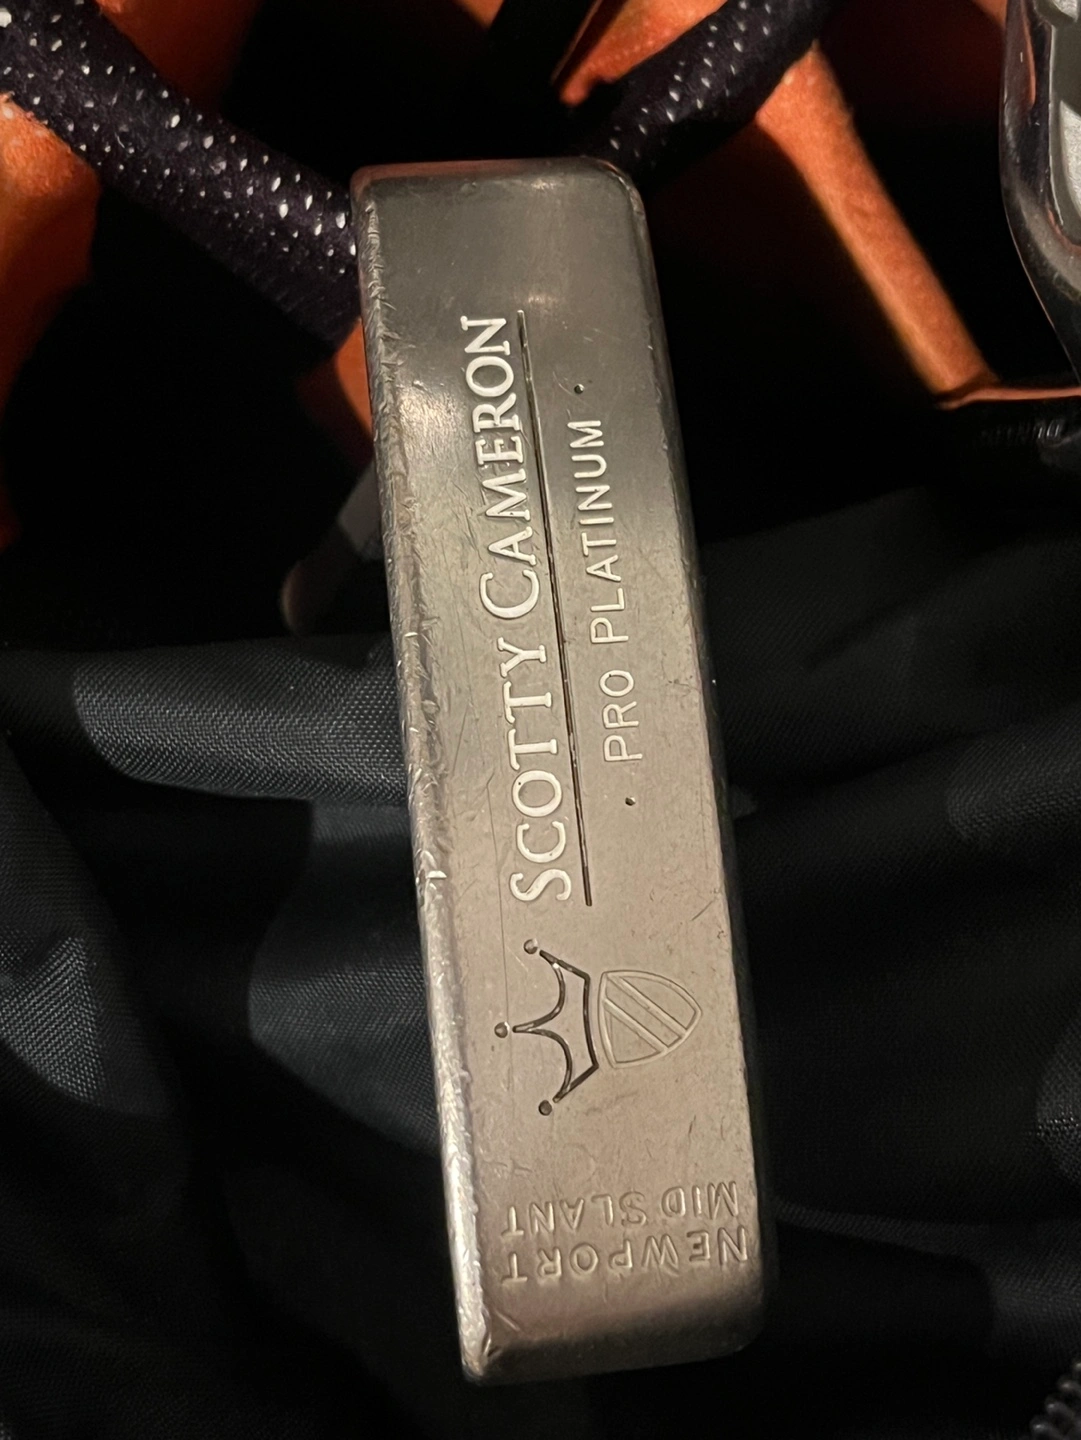 SCOTTY CAMERON
· PRO PLATINUM ·
NEWPORT
MID SLANT